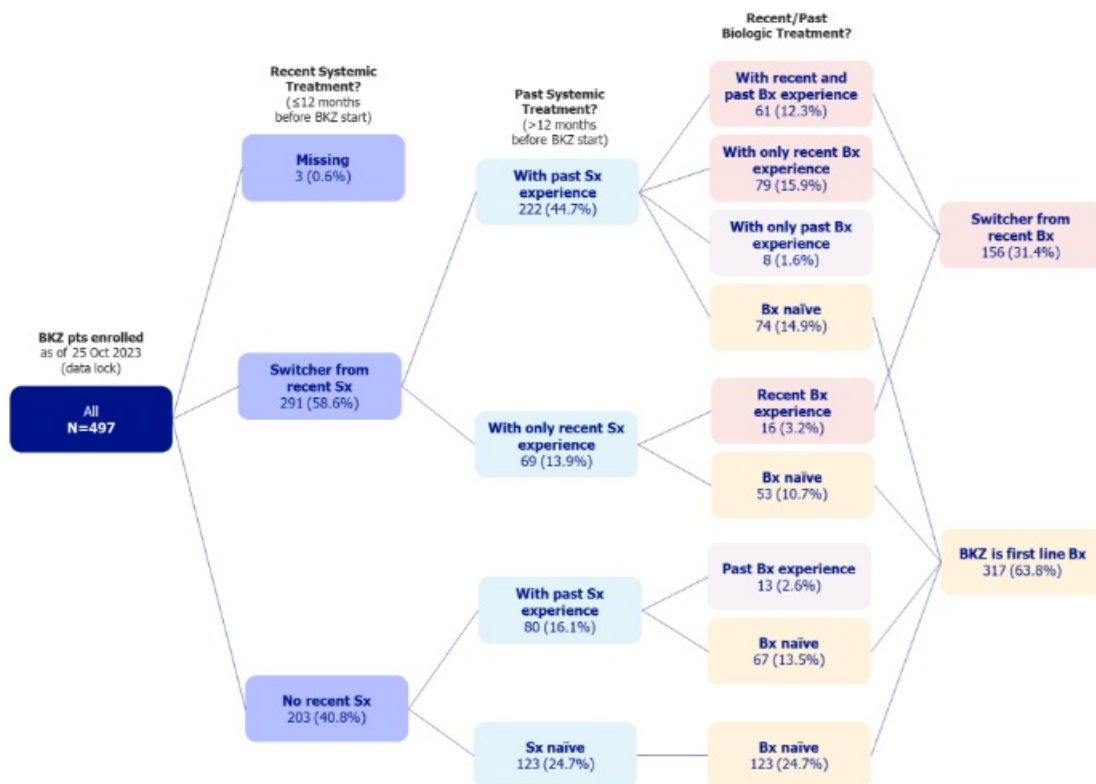 Recent/Past
Biologic Treatment?
Recent Systemic
Treatment?
(≤12 months
before BKZ start)
Past Systemic
Treatment?
(>12 months
before BKZ start)
With recent and
past Bx experience
61 (12.3%)
Missing
3 (0.6%)
With past Sx
experience
222 (44.7%)
With only recent Bx
experience
79 (15.9%)
With only past Bx
experience
8 (1.6%)
Switcher from
recent Bx
156 (31.4%)
Bx naïve
74 (14.9%)
BKZ pts enrolled
as of 25 Oct 2023
(data lock)
All
N=497
Switcher from
recent Sx
291 (58.6%)
Recent Bx
experience
16 (3.2%)
With only recent Sx
experience
69 (13.9%)
Bx naïve
53 (10.7%)
BKZ is first line Bx
317 (63.8%)
Past Bx experience
13 (2.6%)
With past Sx
experience
80 (16.1%)
Bx naïve
67 (13.5%)
No recent Sx
203 (40.8%)
Sx naïve
123 (24.7%)
Bx naïve
123 (24.7%)